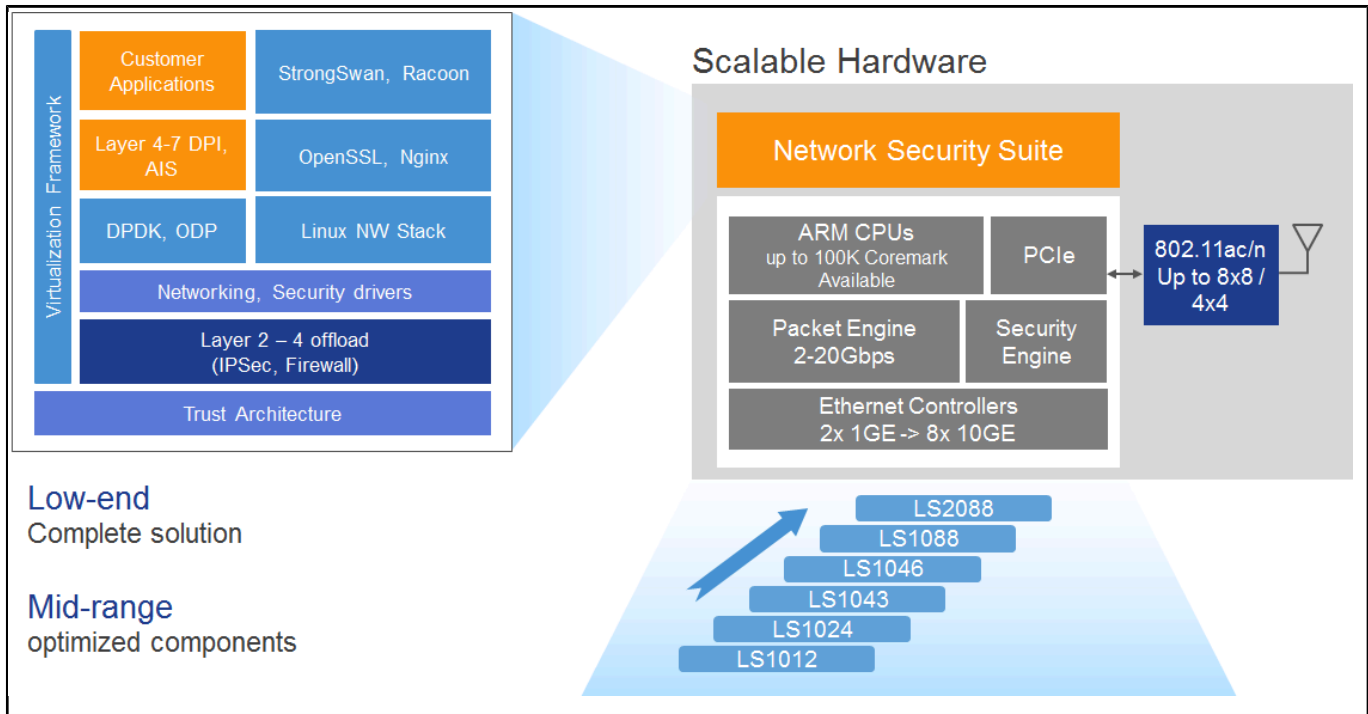 Virtualization Framework
Customer
Applications
StrongSwan, Racoon
Layer 4-7 DPI,
AIS
OpenSSL, Nginx
DPDK, ODP
Linux NW Stack
Networking, Security drivers
Layer 2 – 4 offload
(IPSec, Firewall)
Trust Architecture
Low-end
Complete solution
Mid-range
optimized components
Scalable Hardware
Network Security Suite
ARM CPUs
up to 100K Coremark
Available
PCIe
802.11ac/n
Up to 8x8 /
4x4
Packet Engine
2-20Gbps
Security
Engine
Ethernet Controllers
2x 1GE -> 8x 10GE
LS2088
LS1088
LS1046
LS1043
LS1024
LS1012